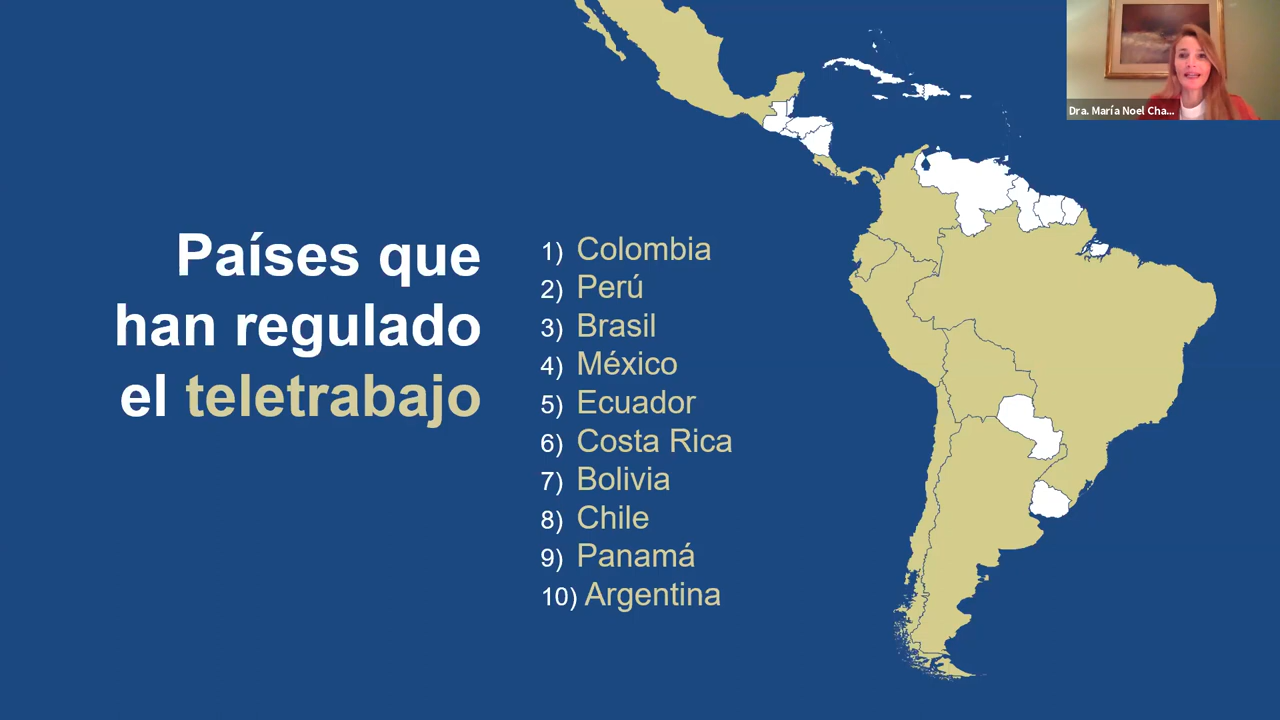 Países que
han regulado
el teletrabajo
1) Colombia
2) Perú
3) Brasil
4) México
5) Ecuador
6) Costa Rica
7) Bolivia
8) Chile
9) Panamá
10) Argentina
Dra. María Noel Cha...